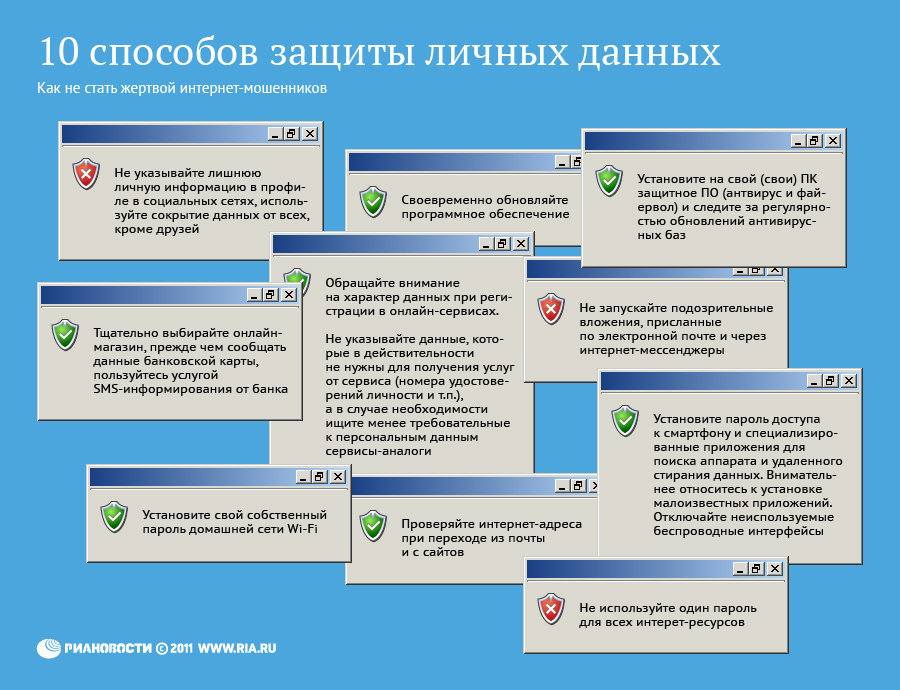 10 способов защиты личных данных
Как не стать жертвой интернет-мошенников
Не указывайте лишнюю
личную информацию в профи-
ле в социальных сетях, исполь-
зуйте сокрытие данных от всех,
кроме друзей
Своевременно обновляйте
программное обеспечение
Установите на свой (свои) ПК
защитное ПО (антивирус и фай-
ервол) и следите за регулярно-
стью обновлений антивирус-
ных баз
Обращайте внимание
на характер данных при реги-
страции в онлайн-сервисах.
Не указывайте данные, кото-
рые в действительности
не нужны для получения услуг
от сервиса (номера удостове-
рений личности и т.п.),
а в случае необходимости
ищите менее требовательные
к персональным данным
сервисы-аналоги
Не запускайте подозрительные
вложения, присланные
по электронной почте и через
интернет-мессенджеры
Тщательно выбирайте онлайн-
магазин, прежде чем сообщать
данные банковской карты,
пользуйтесь услугой
SMS-информирования от банка
Установите пароль доступа
к смартфону и специализиро-
ванные приложения для
поиска аппарата и удаленного
стирания данных. Вниматель-
нее относитесь к установке
малоизвестных приложений.
Отключайте неиспользуемые
беспроводные интерфейсы
Установите свой собственный
пароль домашней сети Wi-Fi
Проверяйте интернет-адреса
при переходе из почты
и с сайтов
Не используйте один пароль
для всех интерет-ресурсов
РИАНОВОСТИ © 2011 WWW.RIA.RU